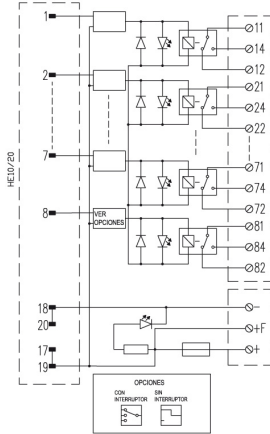 1
11
14
12
2
21
24
22
7
71
74
72
HE10/20
8
VER
OPCIONES
81
84
82
18
20
17
19
-
+F
+
OPCIONES
CON
INTERRUPTOR
SIN
INTERRUPTOR